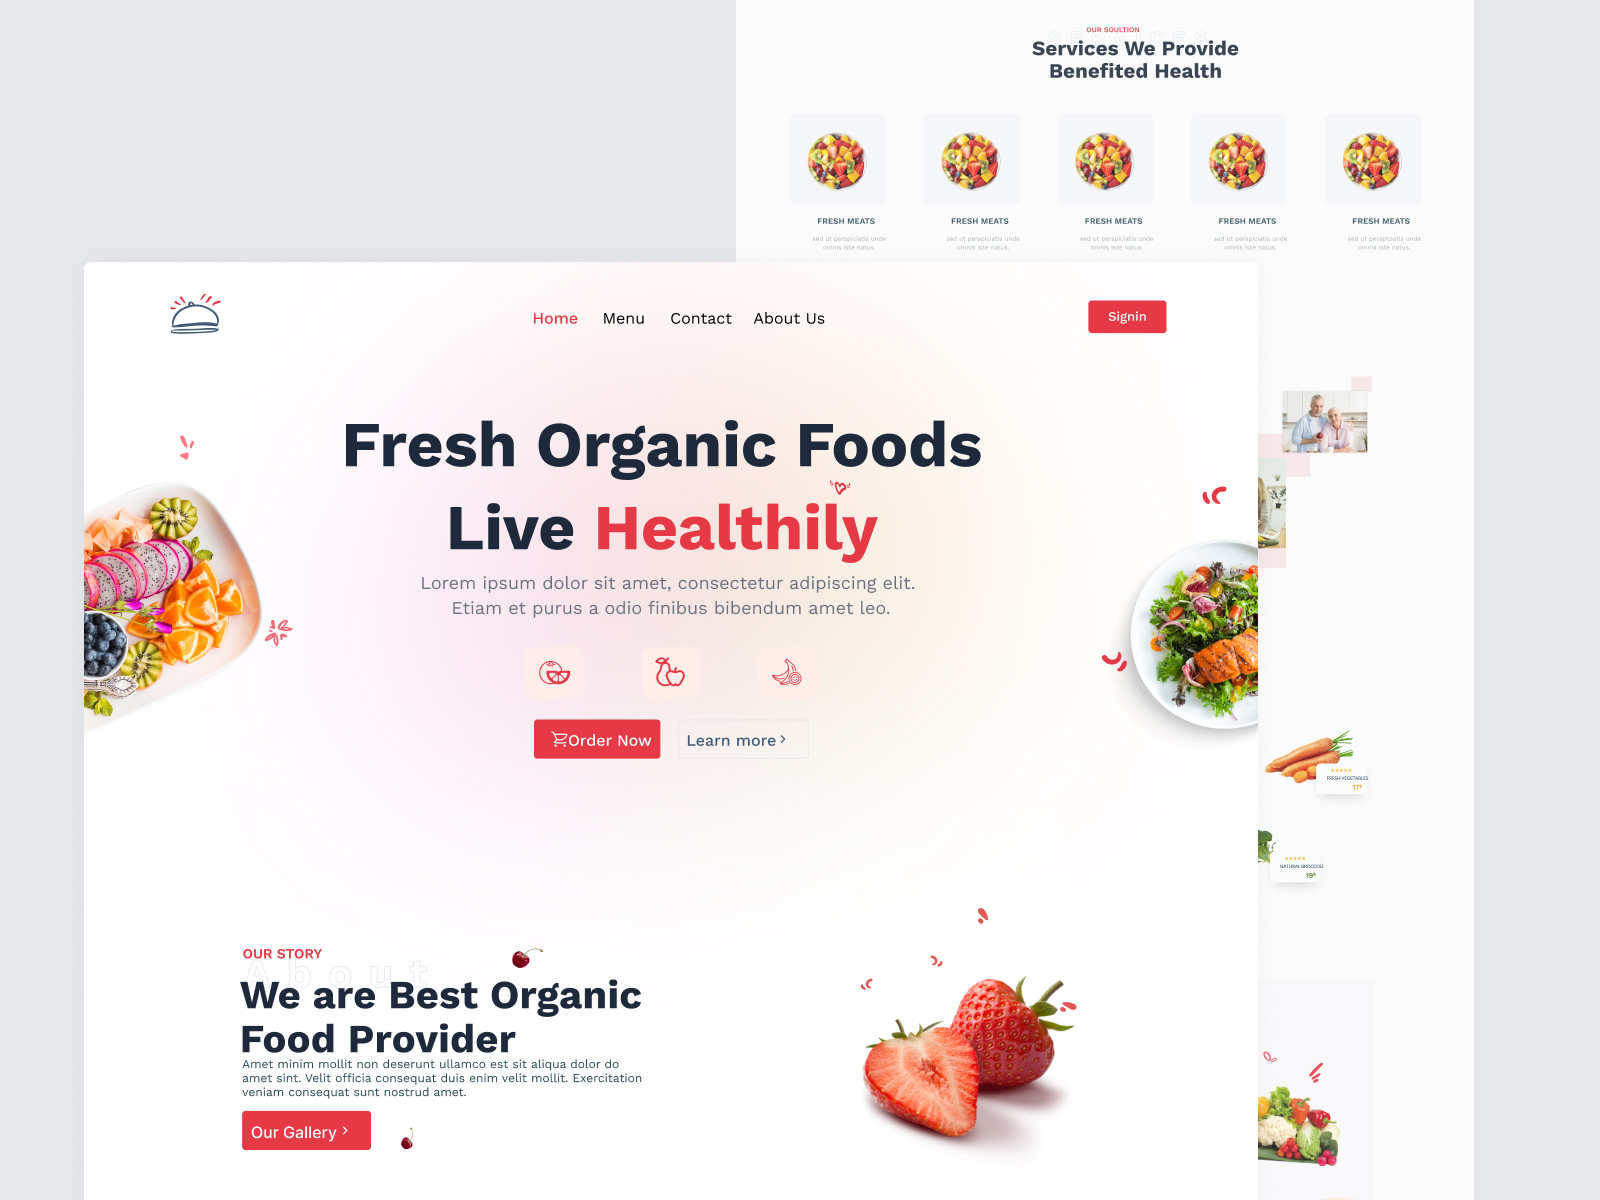 OUR SOULTION
SERVICES
Services We Provide
Benefited Health
FRESH MEATS
sed ut perspiciatis unde
omnis iste natus.
FRESH MEATS
sed ut perspiciatis unde
omnis iste natus.
FRESH MEATS
sed ut perspiciatis unde
omnis iste natus.
FRESH MEATS
sed ut perspiciatis unde
omnis iste natus.
FRESH MEATS
sed ut perspiciatis unde
omnis iste natus.
Home Menu Contact About Us
Signin
Fresh Organic Foods
Live Healthily
Lorem ipsum dolor sit amet, consectetur adipiscing elit.
Etiam et purus a odio finibus bibendum amet leo.
Order Now
Learn more
FRESH VEGETABLES
17$
NATURAL BROCCOLI
19$
OUR STORY
About
We are Best Organic
Food Provider
Amet minim mollit non deserunt ullamco est sit aliqua dolor do
amet sint. Velit officia consequat duis enim velit mollit. Exercitation
veniam consequat sunt nostrud amet.
Our Gallery